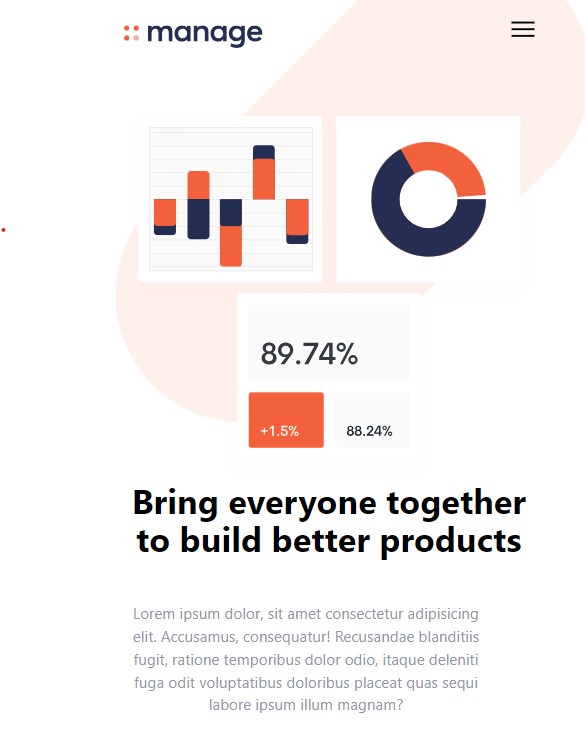 manage
89.74%
+1.5%
88.24%
Bring everyone together
to build better products
Lorem ipsum dolor, sit amet consectetur adipisicing
elit. Accusamus, consequatur! Recusandae blanditiis
fugit, ratione temporibus dolor odio, itaque deleniti
fuga odit voluptatibus doloribus placeat quas sequi
labore ipsum illum magnam?